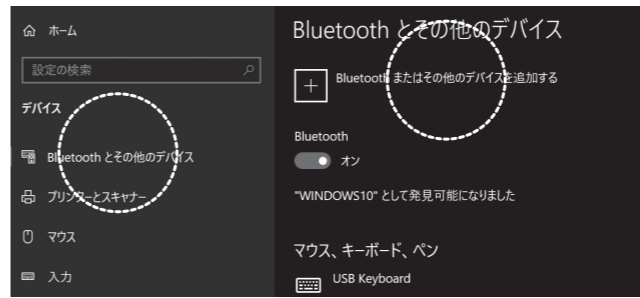 ホーム
設定の検索
デバイス
Bluetooth とその他のデバイス
プリンターとスキャナー
マウス
入力
Bluetooth とその他のデバイス
Bluetooth またはその他のデバイスを追加する
Bluetooth
オン
"WINDOWS10" として発見可能になりました
マウス、キーボード、ペン
USB Keyboard